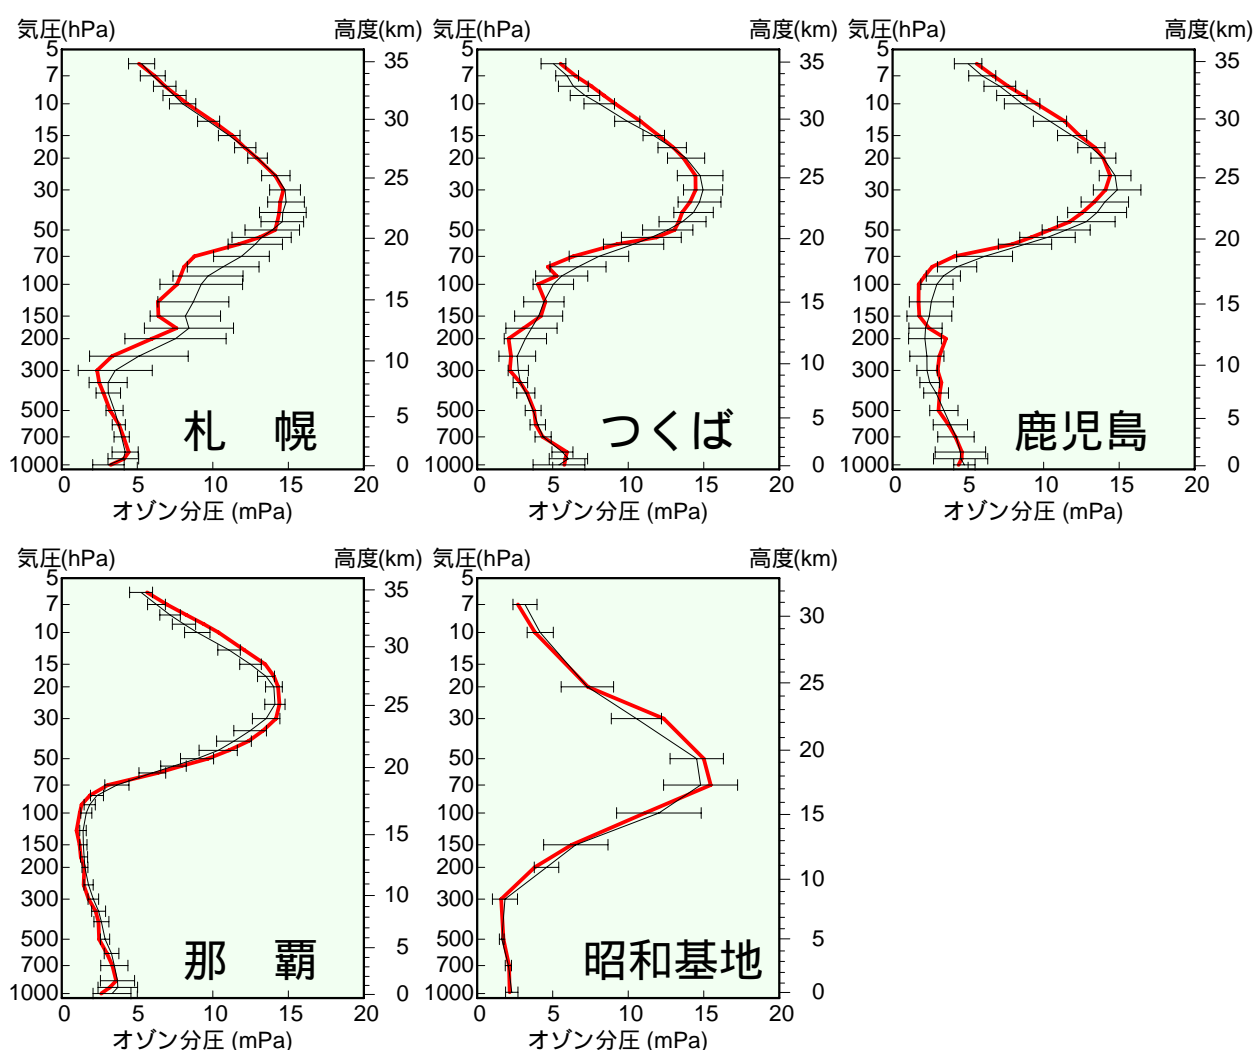 気圧(hPa) 高度(km) 気圧(hPa) 高度(km) 気圧(hPa) 高度(km)
5 5 5
7 35 7 35 7 35
10 10 10
30 30 30
15 15 15
20 20 20
25 25 25
30 30 30
50 50 50
20 20 20
70 70 70
100 100 100
15 15 15
150 150 150
200 200 200
10 10 10
300 300 300
500 5 500 5 500 5
札 幌 つくば 鹿児島
700 700 700
1000 0 1000 0 1000 0
0 5 10 15 20 0 5 10 15 20 0 5 10 15 20
オゾン分圧 (mPa) オゾン分圧 (mPa) オゾン分圧 (mPa)
気圧(hPa) 高度(km) 気圧(hPa) 高度(km)
5 35 5
7 7
30
10 10
30
15 15
20 20 25
25
30 30
50 50 20
20
70 70
100 100 15
15
150 150
200 200 10
10
300 300
500 5 500 5
那 覇 昭和基地
700 700
1000 0 1000 0
0 5 10 15 20 0 5 10 15 20
オゾン分圧 (mPa) オゾン分圧 (mPa)